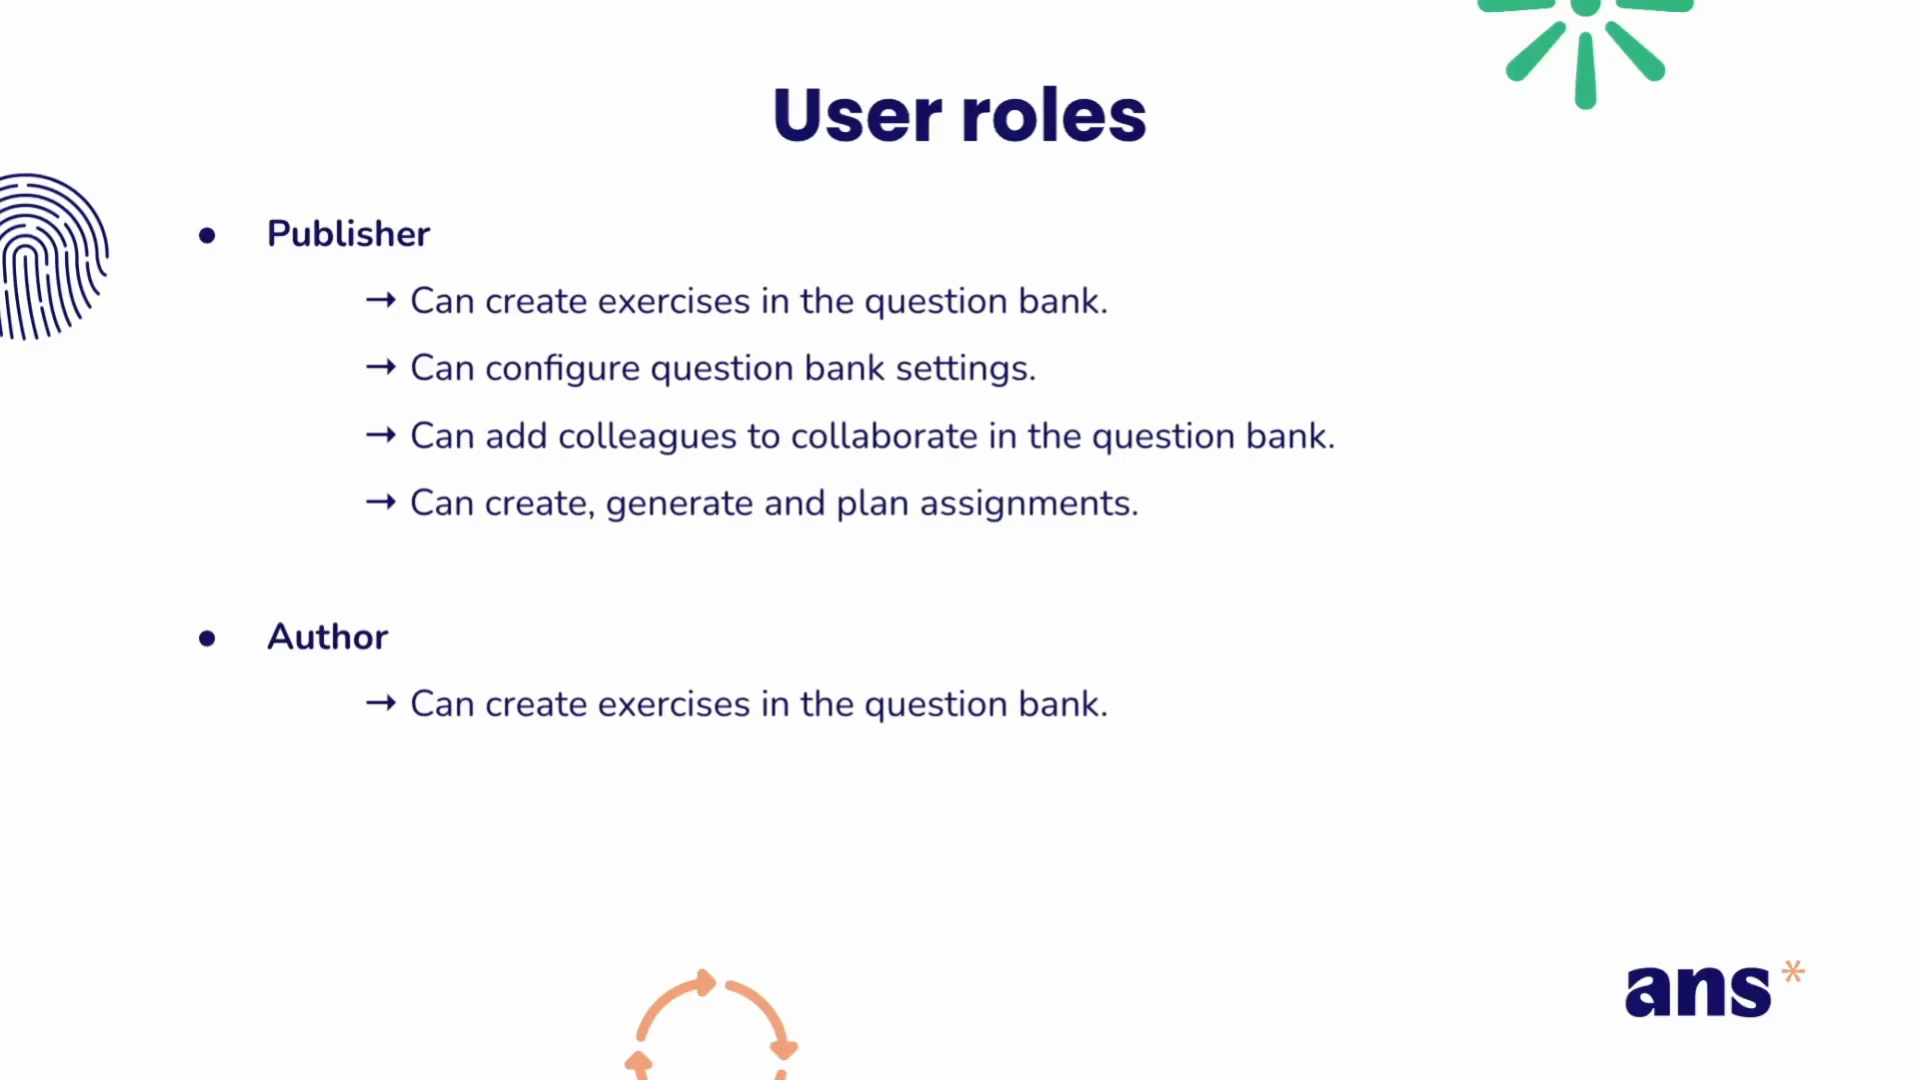 User roles
● Publisher
→ Can create exercises in the question bank.
→ Can configure question bank settings.
→ Can add colleagues to collaborate in the question bank.
→ Can create, generate and plan assignments.
● Author
→ Can create exercises in the question bank.
ans*